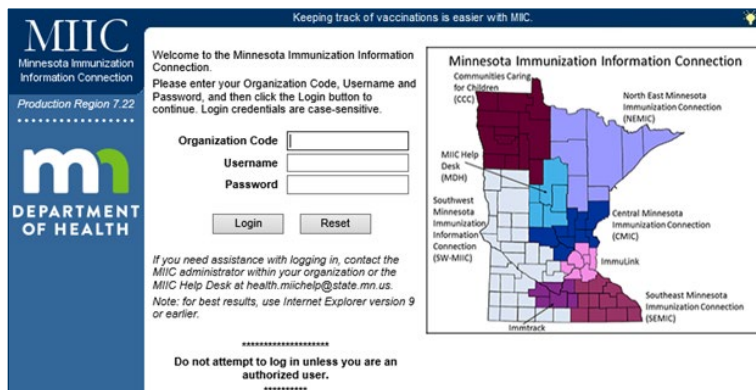 Keeping track of vaccinations is easier with MIIC.
MIIC
Minnesota Immunization
Information Connection
Production Region 7.22
mn
DEPARTMENT
OF HEALTH
Welcome to the Minnesota Immunization Information
Connection.
Please enter your Organization Code, Username and
Password, and then click the Login button to
continue. Login credentials are case-sensitive.
Organization Code
Username
Password
Login
Reset
If you need assistance with logging in, contact the
MIIC administrator within your organization or the
MIIC Help Desk at health.miichelp@state.mn.us.
Note: for best results, use Internet Explorer version 9
or earlier.
********************
Do not attempt to log in unless you are an
authorized user.
**********
Minnesota Immunization Information Connection
Communities Caring
for Children
(CCC)
North East Minnesota
Immunization Connection
(NEMIC)
MIIC Help
Desk
(MDH)
Southwest
Minnesota
Immunization
Information
Connection
(SW-MIIC)
Central Minnesota
Immunization Connection
(CMIC)
ImmuLink
Southeast Minnesota
Immunization Connection
(SEMIC)
Immtrack